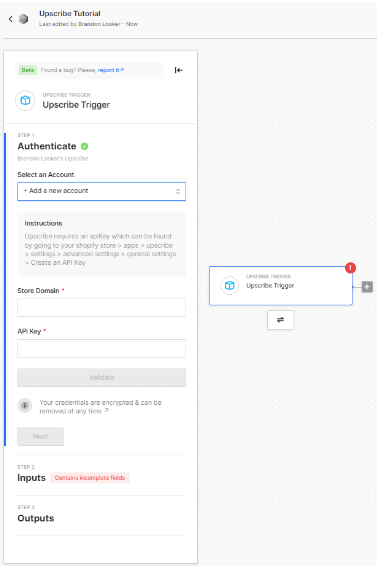 Upscribe Tutorial
Last edited by Brandon Looker · Now
Beta Found a bug? Please, report it↗
UPSCRIBE TRIGGER
Upscribe Trigger
STEP 1
Authenticate
Brandon Looker's Upscribe
Select an Account
+ Add a new account
Instructions
Upscribe requires an apiKey which can be found
by going to your shopify store > apps > upscribe
> settings > advanced settings > general settings
> Create an API Key
Store Domain *
API Key *
Validate
Your credentials are encrypted & can be
removed at any time ↗
Next
STEP 2
Inputs Contains incomplete fields
STEP 3
Outputs
UPSCRIBE TRIGGER
Upscribe Trigger
!